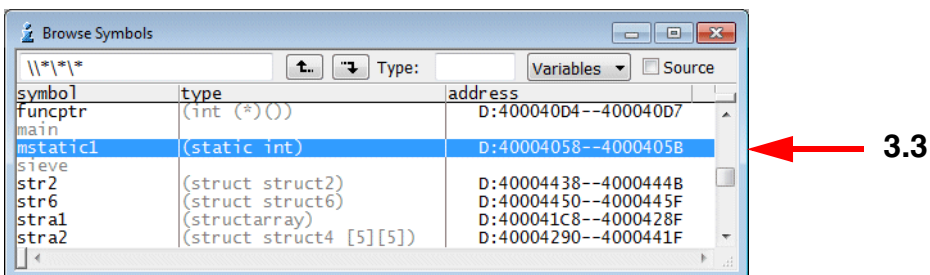 Browse Symbols
\\*\*\* Type: Variables Source
symbol type address
funcptr (int (*)()) D:400040D4--400040D7
main
mstatic1 (static int) D:40004058--4000405B 3.3
sieve
str2 (struct struct2) D:40004438--4000444B
str6 (struct struct6) D:40004450--4000445F
stra1 (structarray) D:400041C8--4000428F
stra2 (struct struct4 [5][5]) D:40004290--4000441F